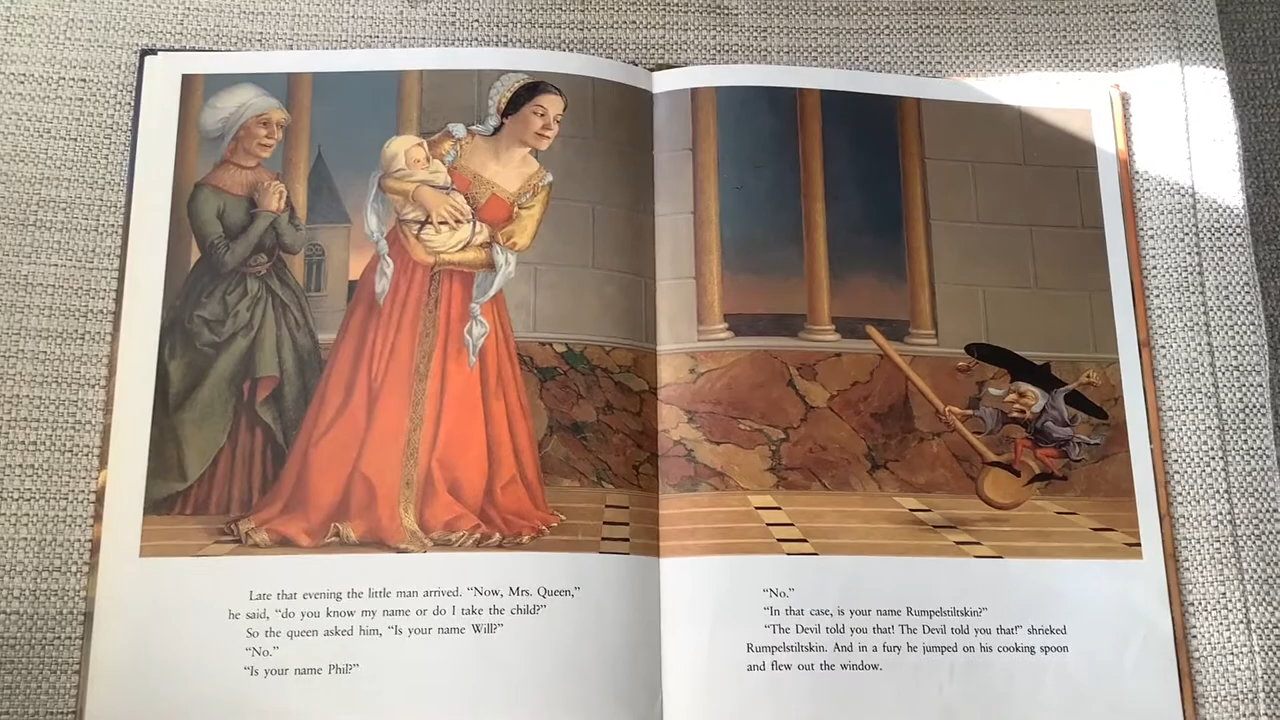 Late that evening the little man arrived. “Now, Mrs. Queen,”
he said, “do you know my name or do I take the child?”
So the queen asked him, “Is your name Will?”
“No.”
“Is your name Phil?”
“No.”
“In that case, is your name Rumpelstiltskin?”
“The Devil told you that! The Devil told you that!” shrieked
Rumpelstiltskin. And in a fury he jumped on his cooking spoon
and flew out the window.